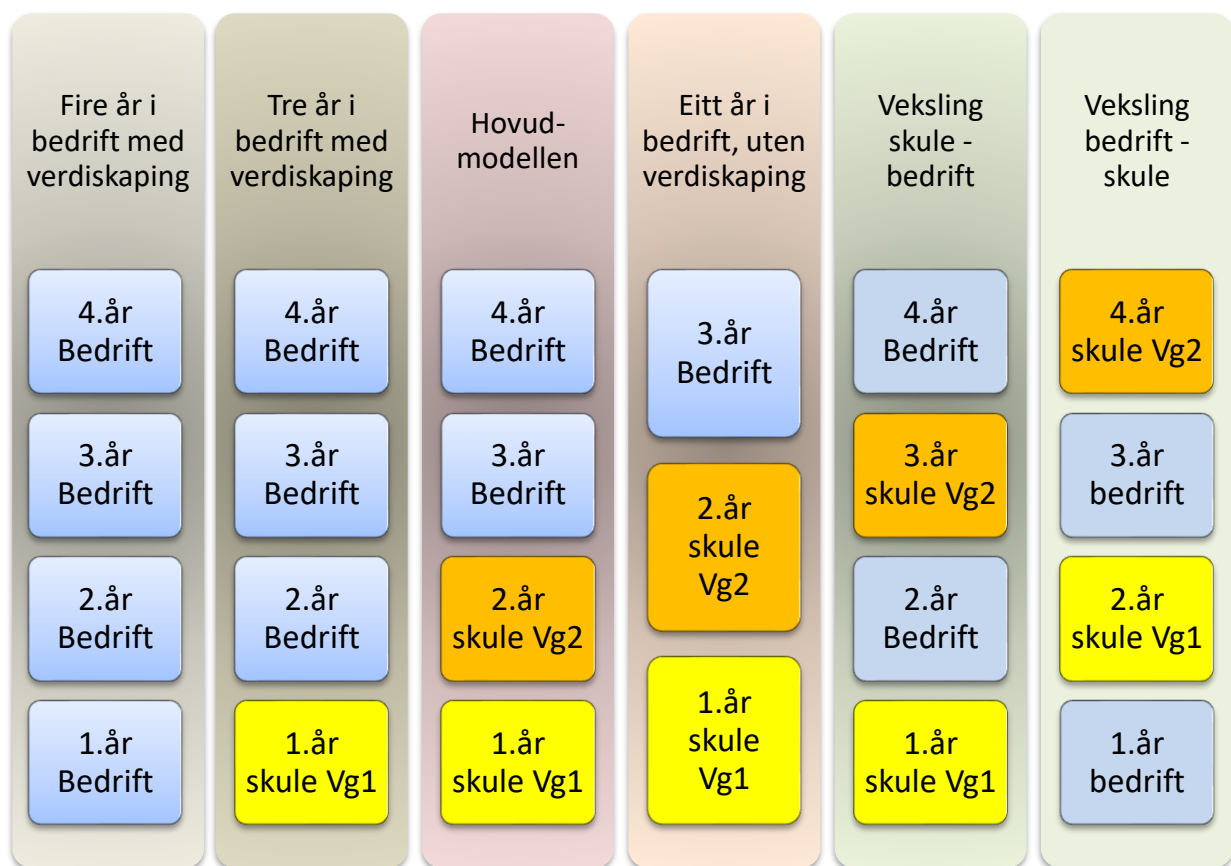 Fire år i
bedrift med
verdiskaping
4.år
Bedrift
3.år
Bedrift
2.år
Bedrift
1.år
Bedrift
Tre år i
bedrift med
verdiskaping
4.år
Bedrift
3.år
Bedrift
2.år
Bedrift
1.år
skule Vg1
Hovud-
modellen
4.år
Bedrift
3.år
Bedrift
2.år
skule Vg2
1.år
skule Vg1
Eitt år i
bedrift, uten
verdiskaping
3.år
Bedrift
2.år
skule
Vg2
1.år
skule
Vg1
Veksling
skule -
bedrift
4.år
Bedrift
3.år
skule Vg2
2.år
Bedrift
1.år
skule Vg1
Veksling
bedrift -
skule
4.år
skule Vg2
3.år
bedrift
2.år
skule Vg1
1.år
bedrift